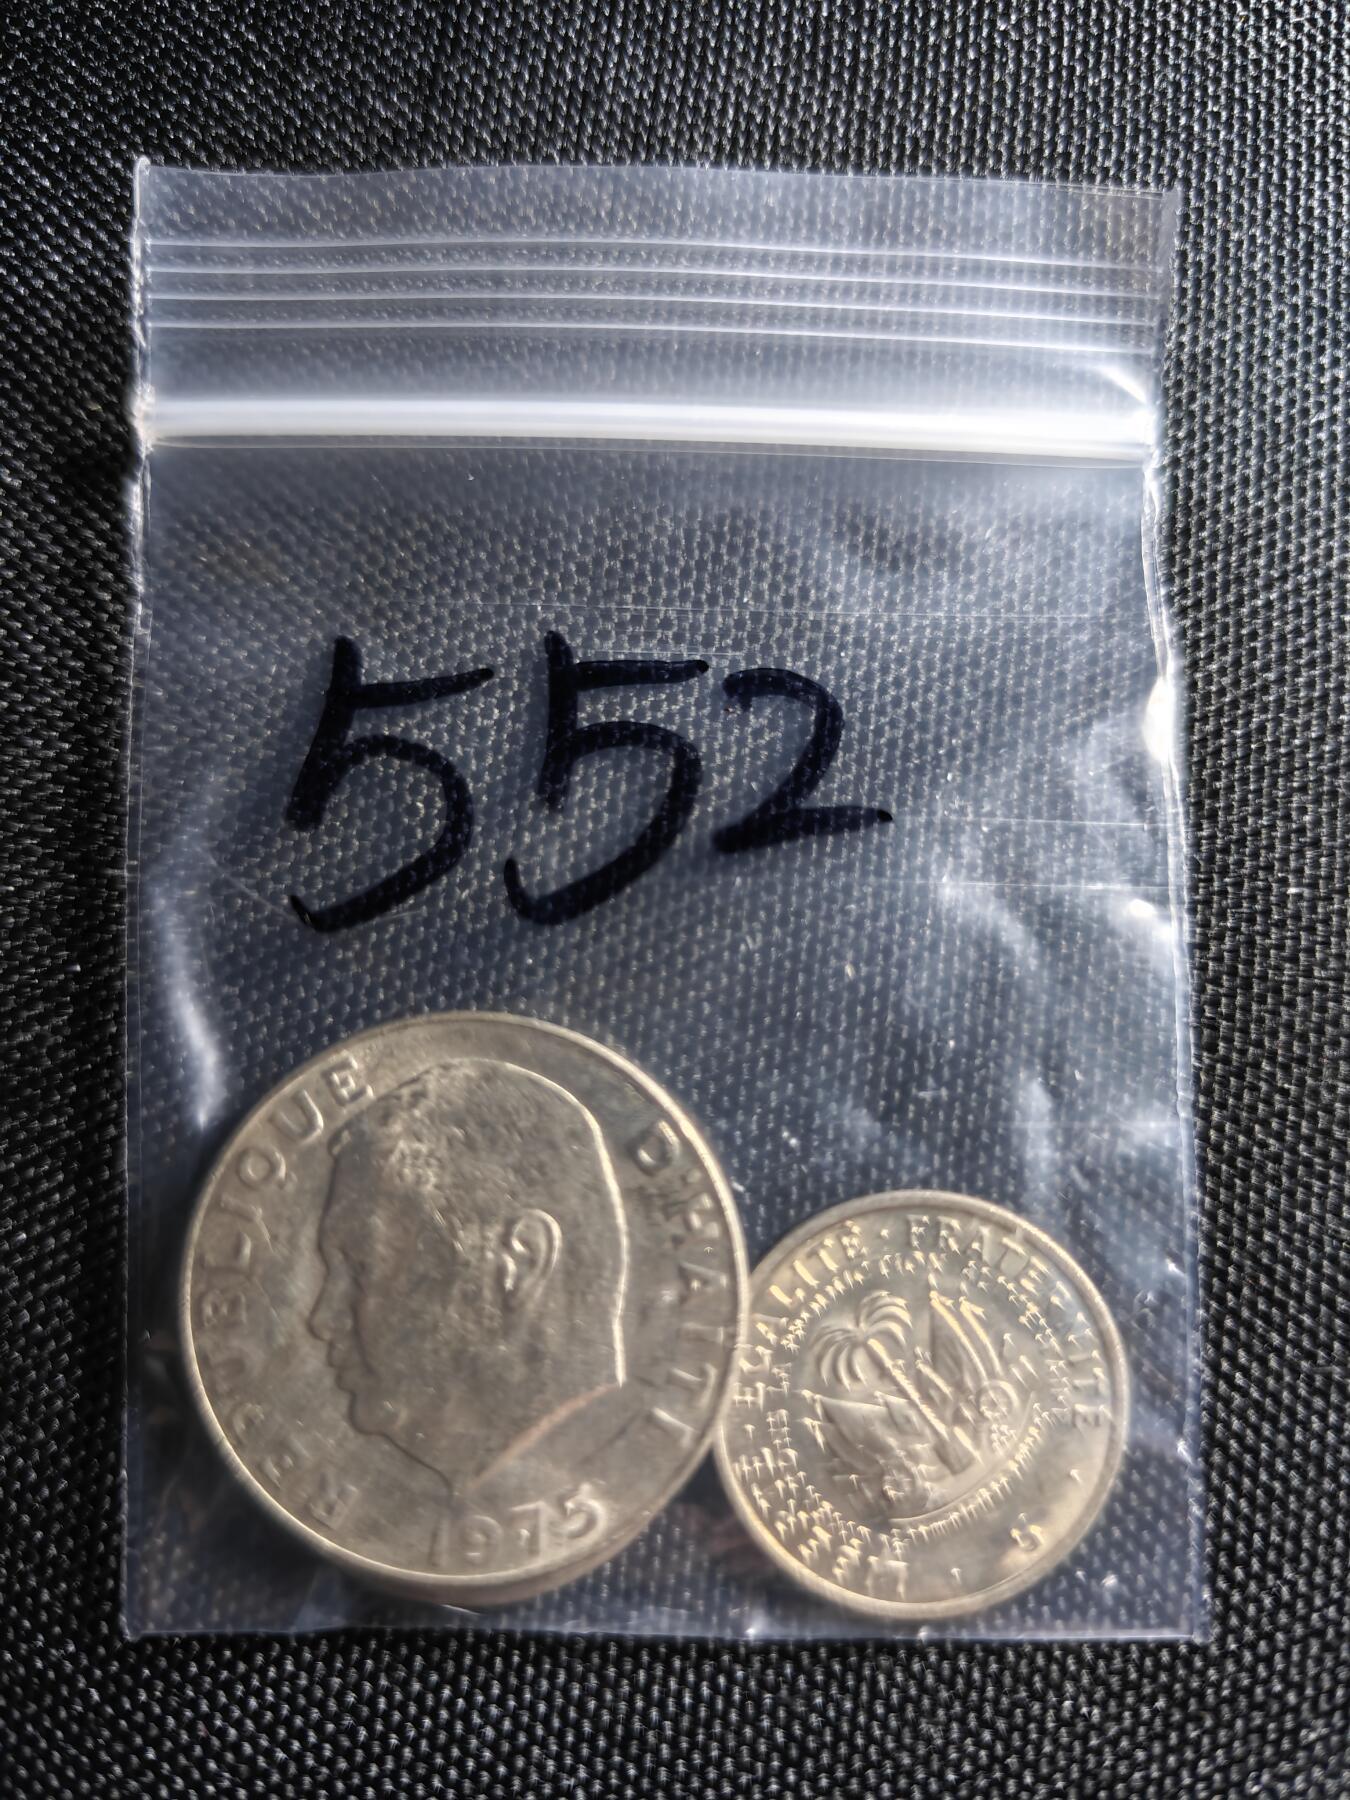 552
REPUBLIQUE D'HAITI
1975
EGALITE · FRATERNITE